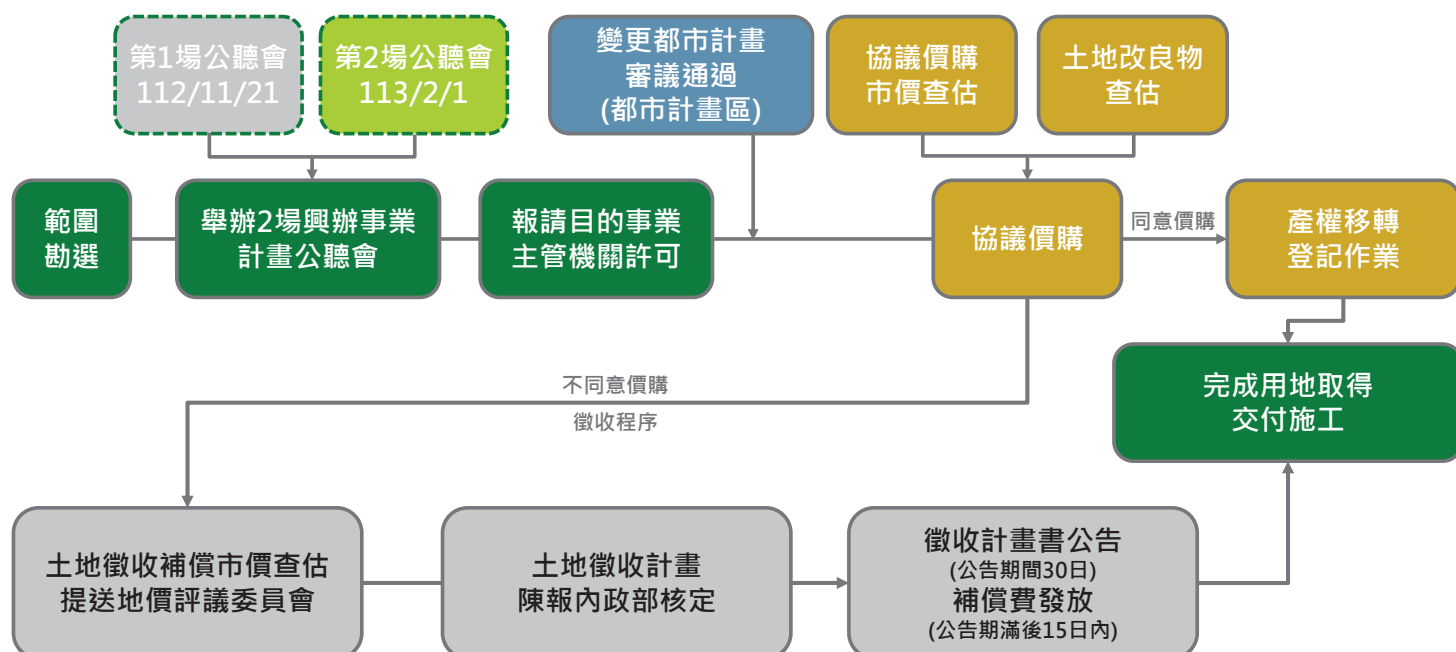 第1場公聽會
112/11/21
第2場公聽會
113/2/1
變更都市計畫
審議通過
(都市計畫區)
協議價購
市價查估
土地改良物
查估
範圍
勘選
舉辦2場興辦事業
計畫公聽會
報請目的事業
主管機關許可
協議價購
同意價購
產權移轉
登記作業
不同意價購
徵收程序
完成用地取得
交付施工
土地徵收補償市價查估
提送地價評議委員會
土地徵收計畫
陳報內政部核定
徵收計畫書公告
(公告期間30日)
補償費發放
(公告期滿後15日內)